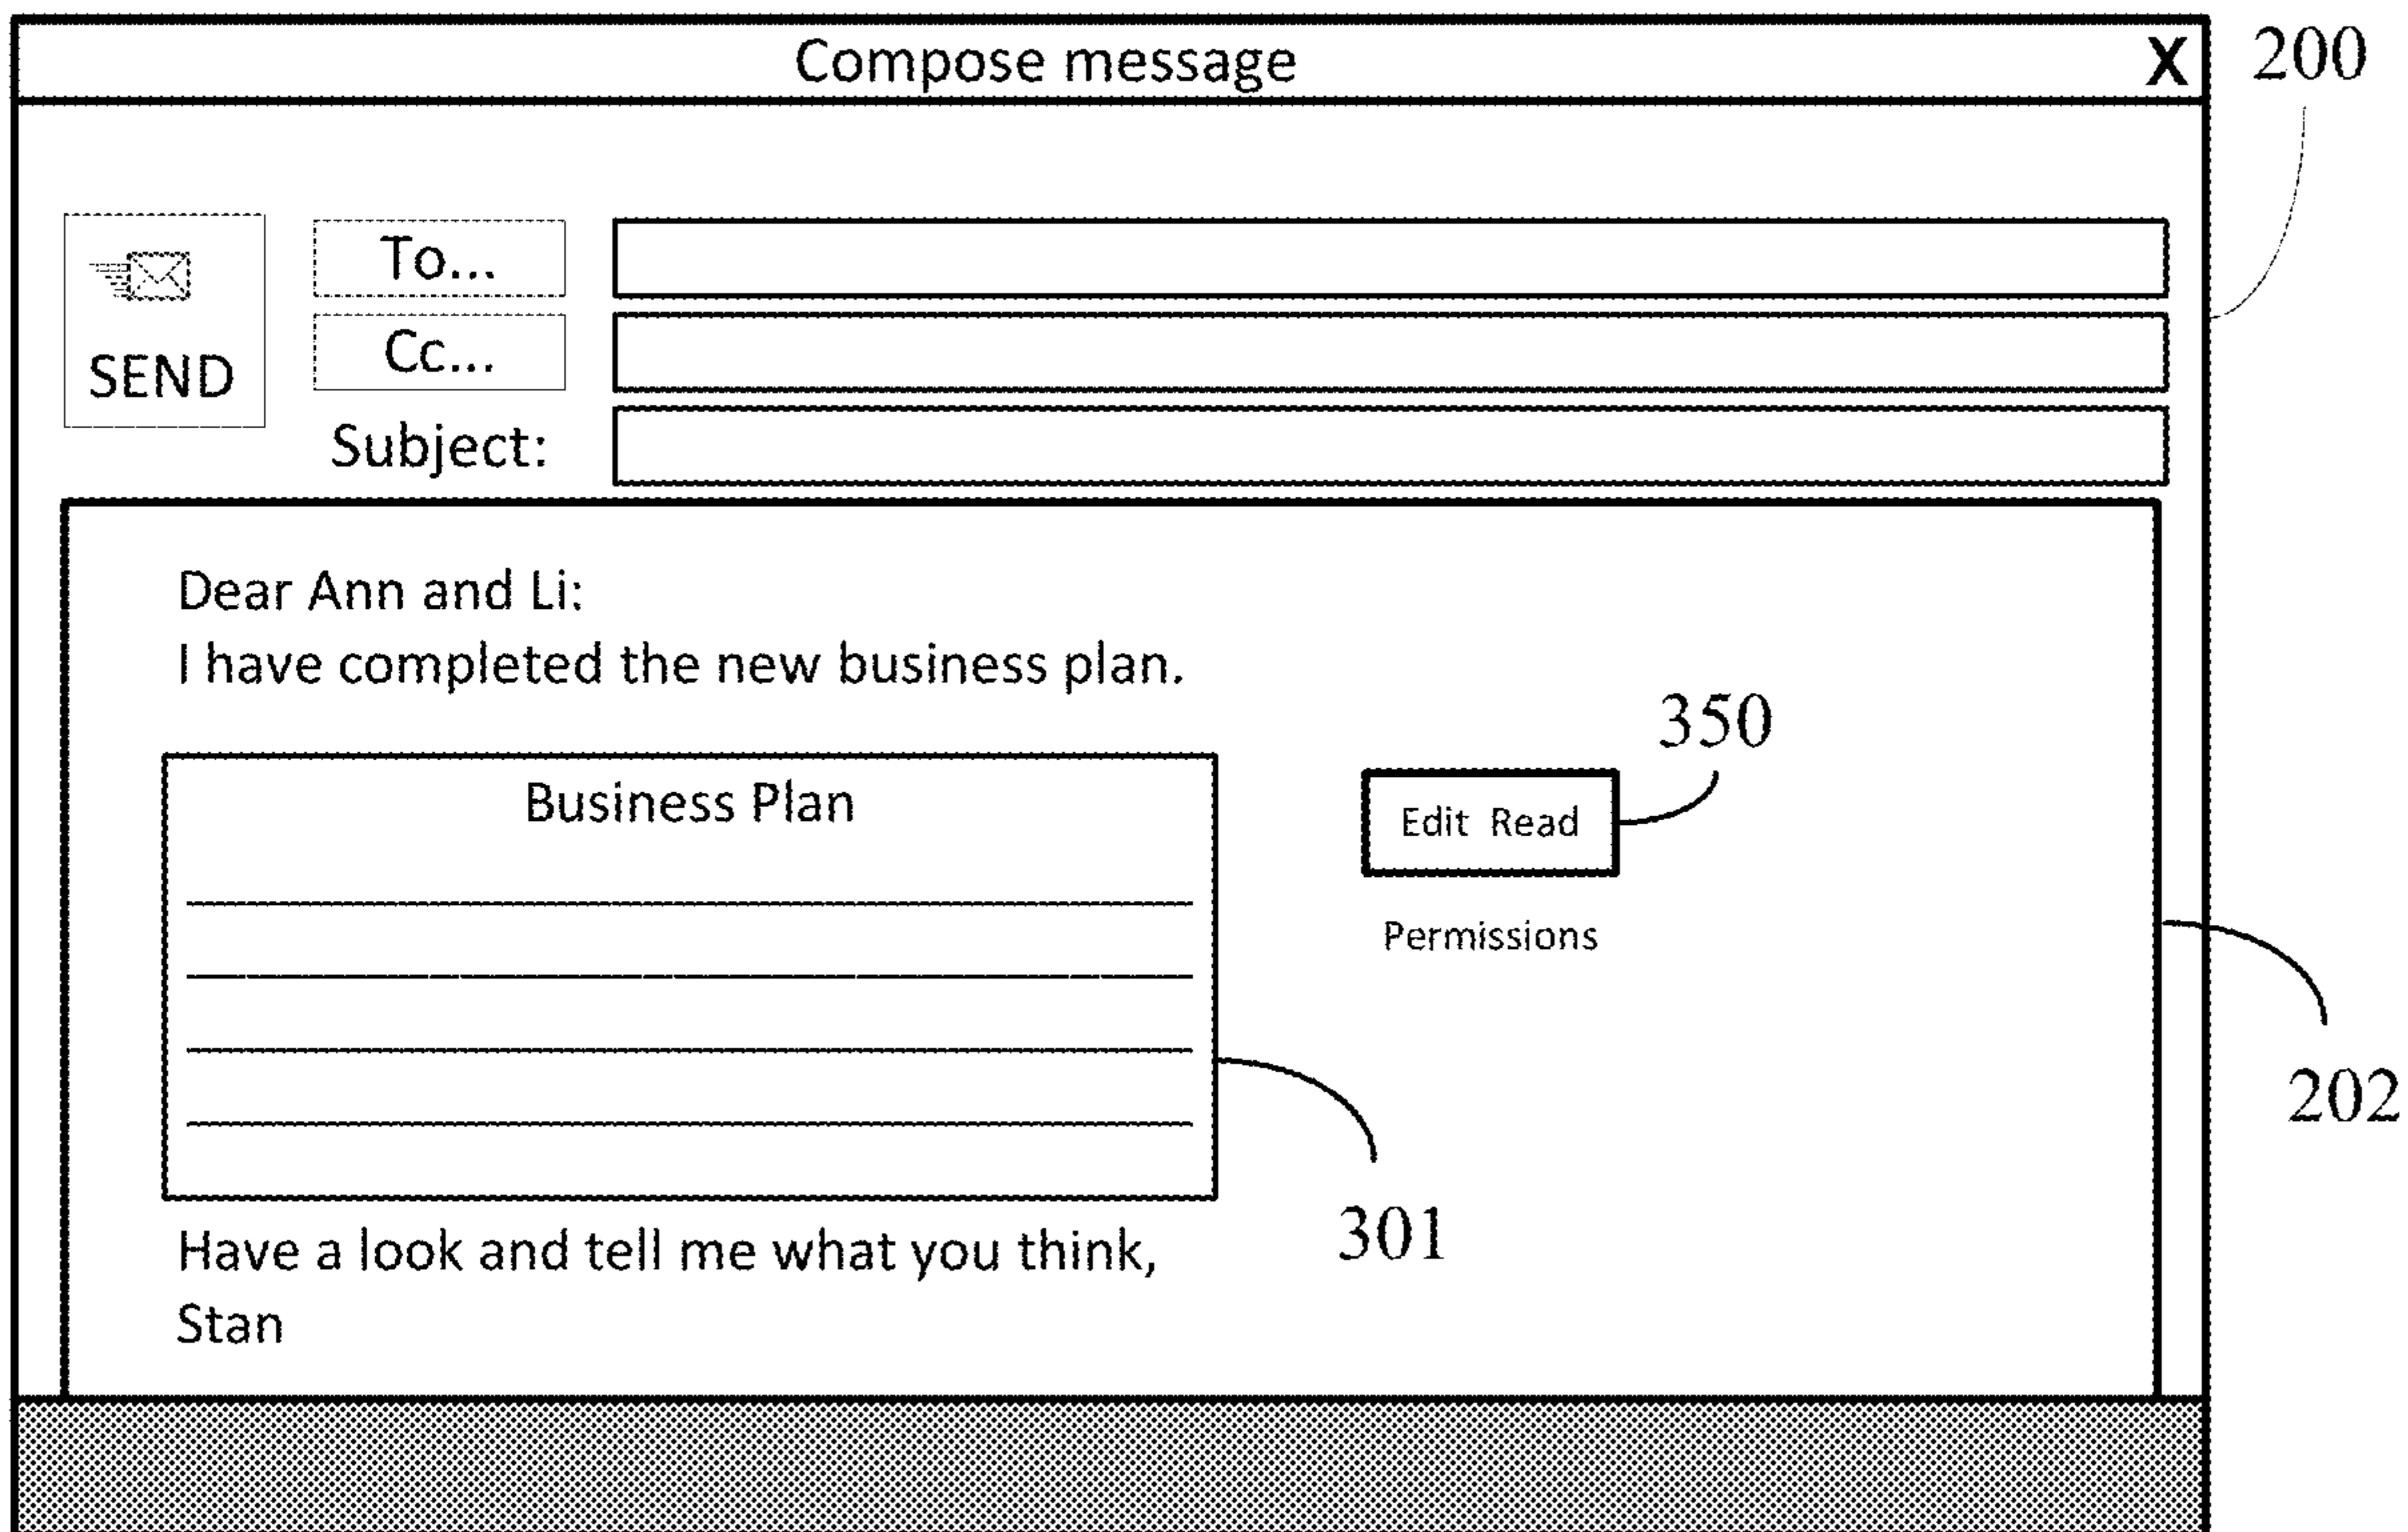 Compose message X
200
To...
Cc...
SEND
Subject:
Dear Ann and Li:
I have completed the new business plan.
350
Business Plan
Edit Read
Permissions
202
301
Have a look and tell me what you think,
Stan